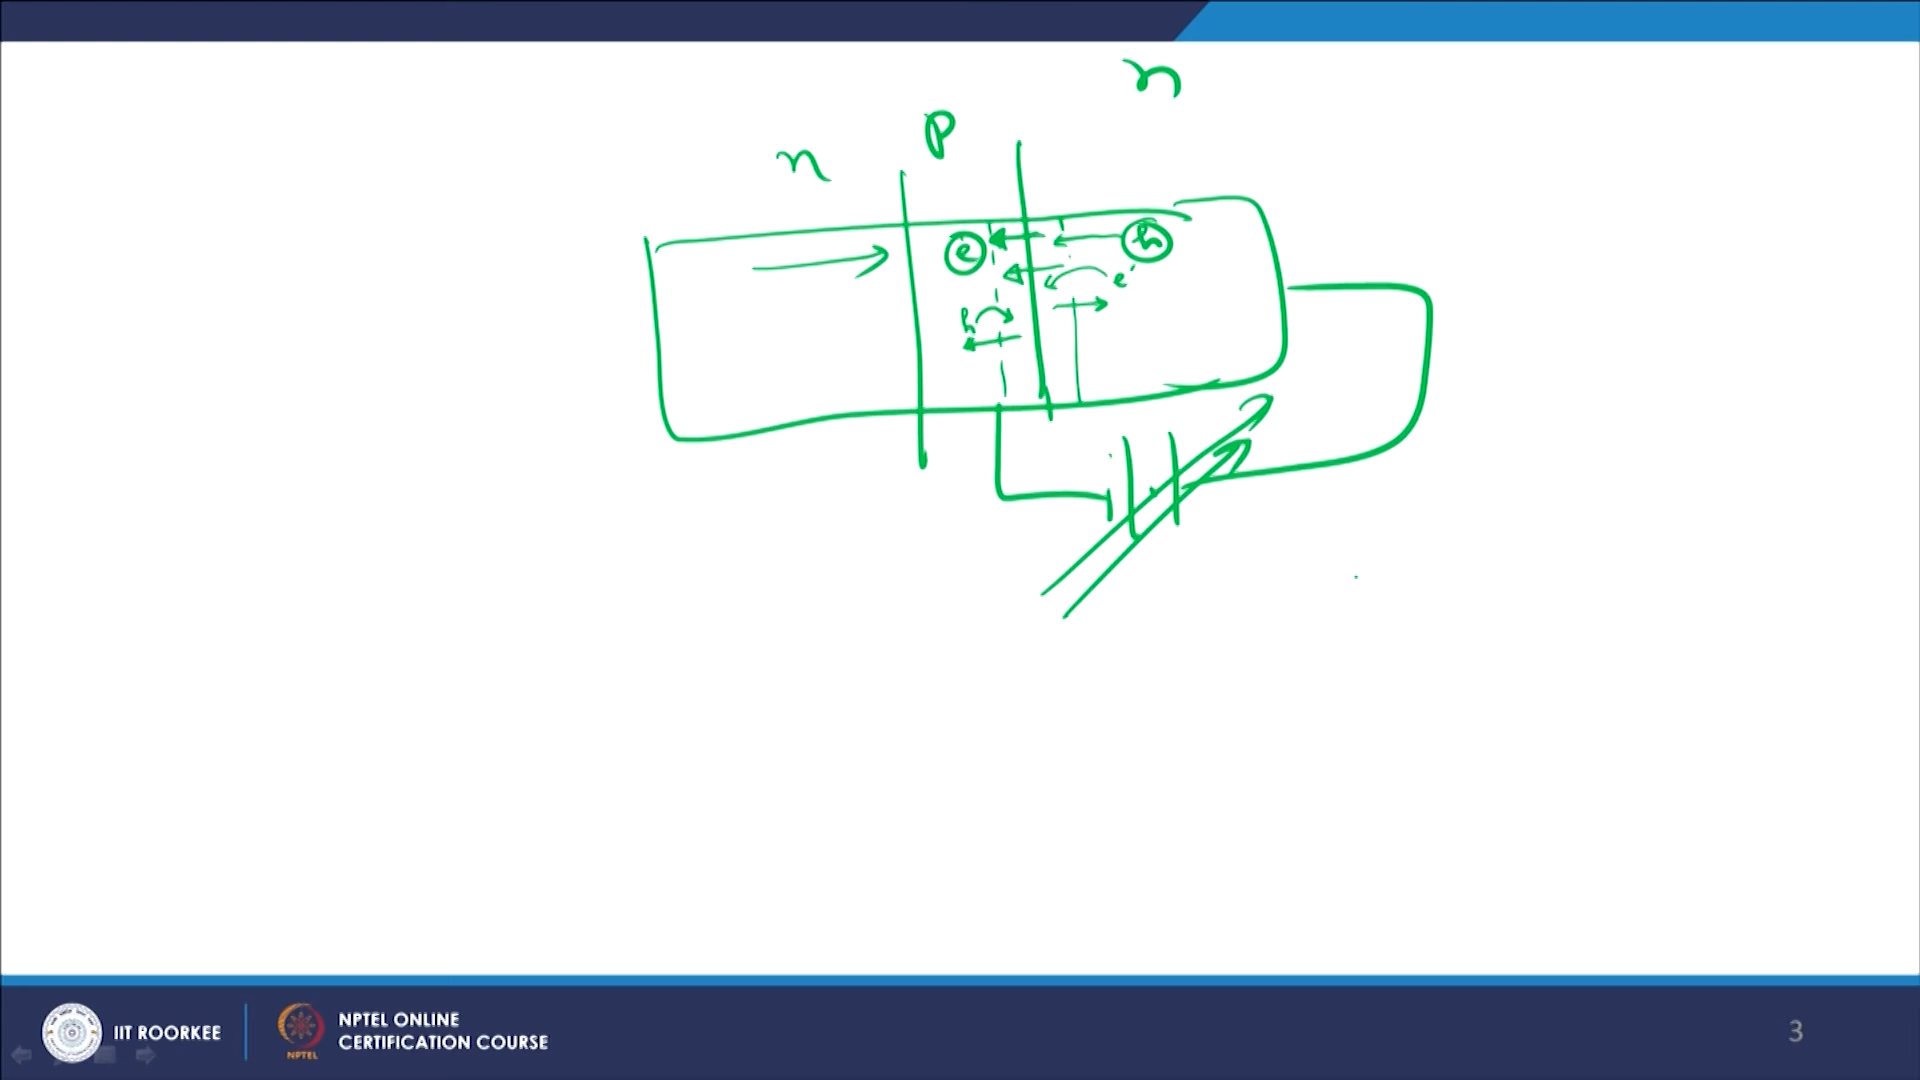 n
P
n
e
h
e
h
IIT ROORKEE
NPTEL
NPTEL ONLINE
CERTIFICATION COURSE
3